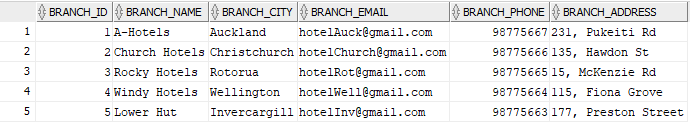 BRANCH_ID BRANCH_NAME BRANCH_CITY BRANCH_EMAIL BRANCH_PHONE BRANCH_ADDRESS
1 1 A-Hotels Auckland hotelAuck@gmail.com 98775667 231, Pukeiti Rd
2 2 Church Hotels Christchurch hotelChurch@gmail.com 98775666 135, Hawdon St
3 3 Rocky Hotels Rotorua hotelRot@gmail.com 98775665 15, McKenzie Rd
4 4 Windy Hotels Wellington hotelWell@gmail.com 98775664 115, Fiona Grove
5 5 Lower Hut Invercargill hotelInv@gmail.com 98775663 177, Preston Street